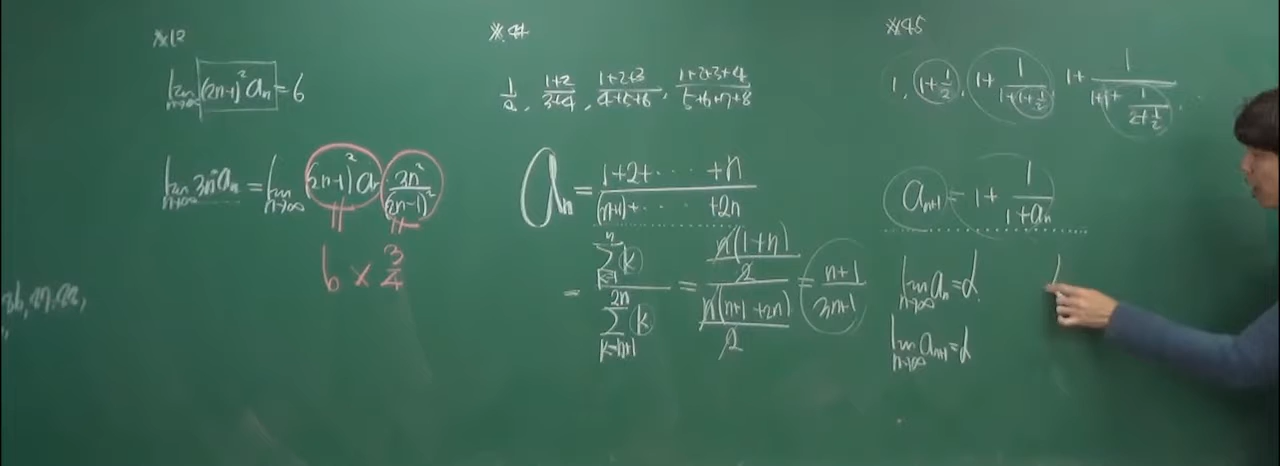 ※12
lim n→∞ (2n-1)² aₙ = 6
lim n→∞ 3n²aₙ = lim n→∞ (2n-1)² aₙ 3n²/(2n-1)²
6 × 3/4
36, 27, 22,
※44
1/2, (1+2)/(3+4), (1+2+3)/(4+5+6), (1+2+3+4)/(5+6+7+8)
aₙ = (1+2+ · · · · +n)/((n+1)+ · · · · +2n)
= (Σ k=1 n (k))/(Σ k=n+1 2n (k)) = (n(1+n)/2)/(n(n+1+2n)/2) = (n+1)/(3n+1)
※45
1, 1+1/2, 1+1/(1+(1+1/2)), 1+1/(1+1+1/(2+1/2)) ...
aₙ₊₁ = 1 + 1/(1+aₙ)
lim n→∞ aₙ = α
lim n→∞ aₙ₊₁ = α